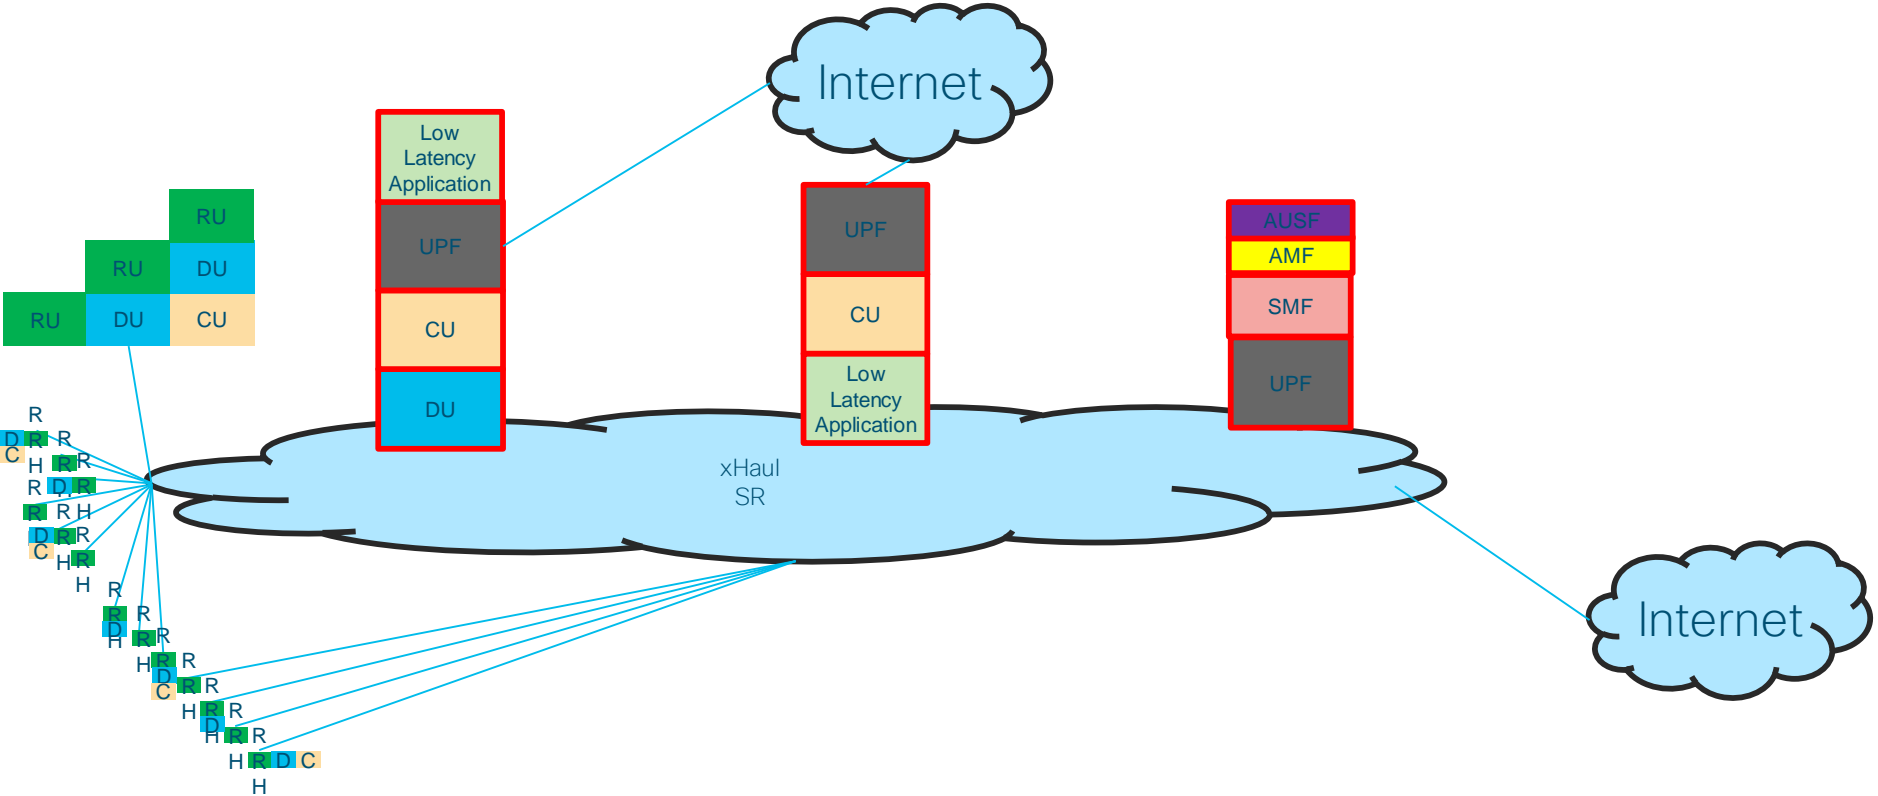 Internet
Low
Latency
Application
UPF
CU
DU
RU
RU DU
RU DU CU
UPF
CU
Low
Latency
Application
AUSF
AMF
SMF
UPF
xHaul
SR
Internet
R
D R R
C H R R
R D R
R R H
D R R
C H R
H
R
R R
D R R
H H R R
D R R
C H R R
D R R
H H R D C
H